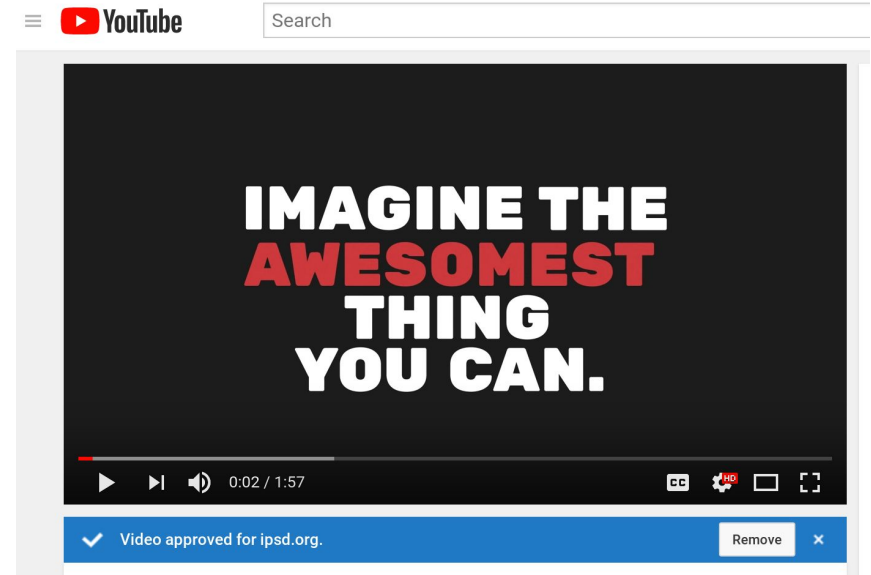 YouTube
Search
IMAGINE THE
AWESOMEST
THING
YOU CAN.
0:02 / 1:57
CC
HD
Video approved for ipsd.org.
Remove